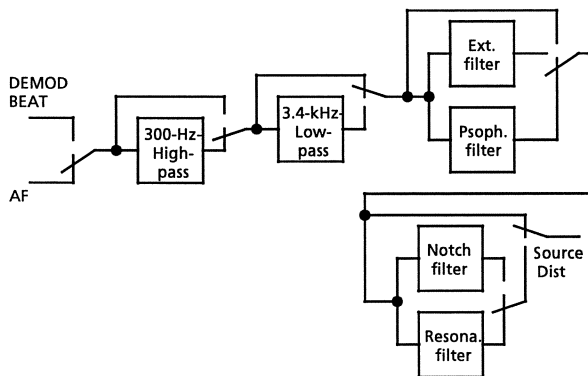 DEMOD
BEAT
AF
300-Hz-
High-
pass
3.4-kHz-
Low-
pass
Ext.
filter
Psoph.
filter
Notch
filter
Resona.
filter
Source
Dist